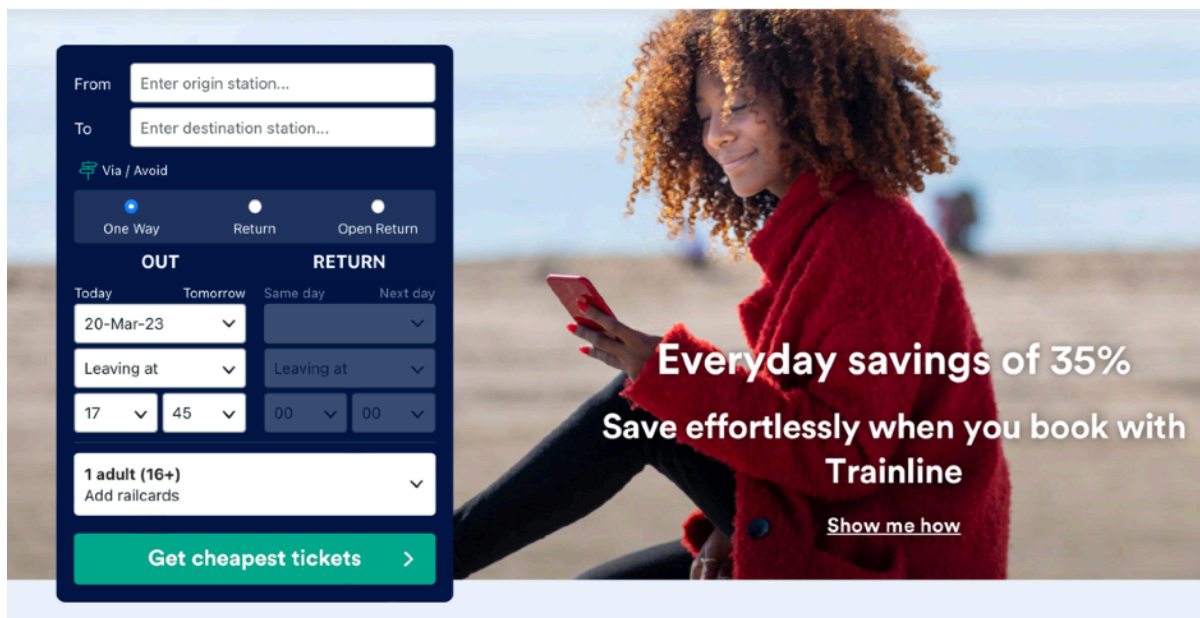 From Enter origin station...
To Enter destination station...
Via / Avoid
One Way Return Open Return
OUT RETURN
Today Tomorrow Same day Next day
20-Mar-23
Leaving at Leaving at
17 45 00 00
1 adult (16+)
Add railcards
Get cheapest tickets
Everyday savings of 35%
Save effortlessly when you book with
Trainline
Show me how